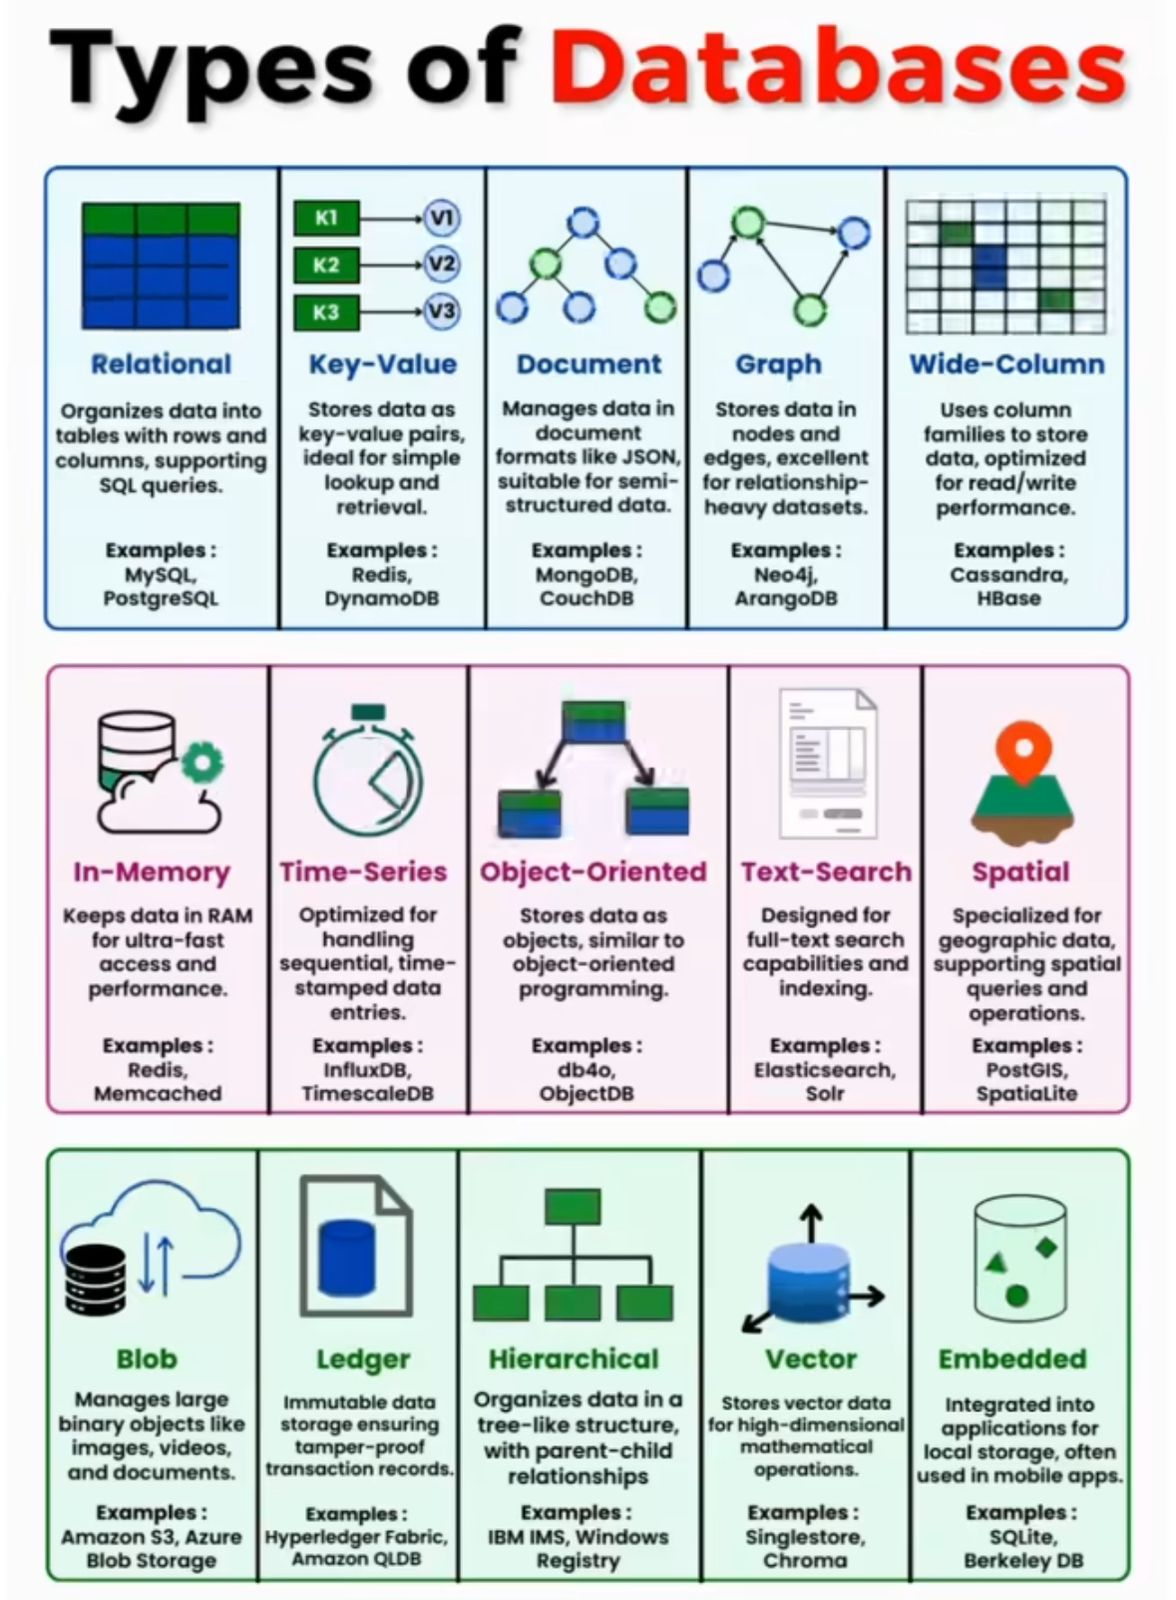 Types of Databases
K1
V1
K2
V2
K3
V3
Relational
Organizes data into
tables with rows and
columns, supporting
SQL queries.
Examples :
MySQL,
PostgreSQL
Key-Value
Stores data as
key-value pairs,
ideal for simple
lookup and
retrieval.
Examples :
Redis,
DynamoDB
Document
Manages data in
document
formats like JSON,
suitable for semi-
structured data.
Examples :
MongoDB,
CouchDB
Graph
Stores data in
nodes and
edges, excellent
for relationship-
heavy datasets.
Examples :
Neo4j,
ArangoDB
Wide-Column
Uses column
families to store
data, optimized
for read/write
performance.
Examples :
Cassandra,
HBase
In-Memory
Keeps data in RAM
for ultra-fast
access and
performance.
Examples :
Redis,
Memcached
Time-Series
Optimized for
handling
sequential, time-
stamped data
entries.
Examples :
InfluxDB,
TimescaleDB
Object-Oriented
Stores data as
objects, similar to
object-oriented
programming.
Examples :
db4o,
ObjectDB
Text-Search
Designed for
full-text search
capabilities and
indexing.
Examples :
Elasticsearch,
Solr
Spatial
Specialized for
geographic data,
supporting spatial
queries and
operations.
Examples :
PostGIS,
SpatiaLite
Blob
Manages large
binary objects like
images, videos,
and documents.
Examples :
Amazon S3, Azure
Blob Storage
Ledger
Immutable data
storage ensuring
tamper-proof
transaction records.
Examples :
Hyperledger Fabric,
Amazon QLDB
Hierarchical
Organizes data in a
tree-like structure,
with parent-child
relationships
Examples :
IBM IMS, Windows
Registry
Vector
Stores vector data
for high-dimensional
mathematical
operations.
Examples :
Singlestore,
Chroma
Embedded
Integrated into
applications for
local storage, often
used in mobile apps.
Examples :
SQLite,
Berkeley DB